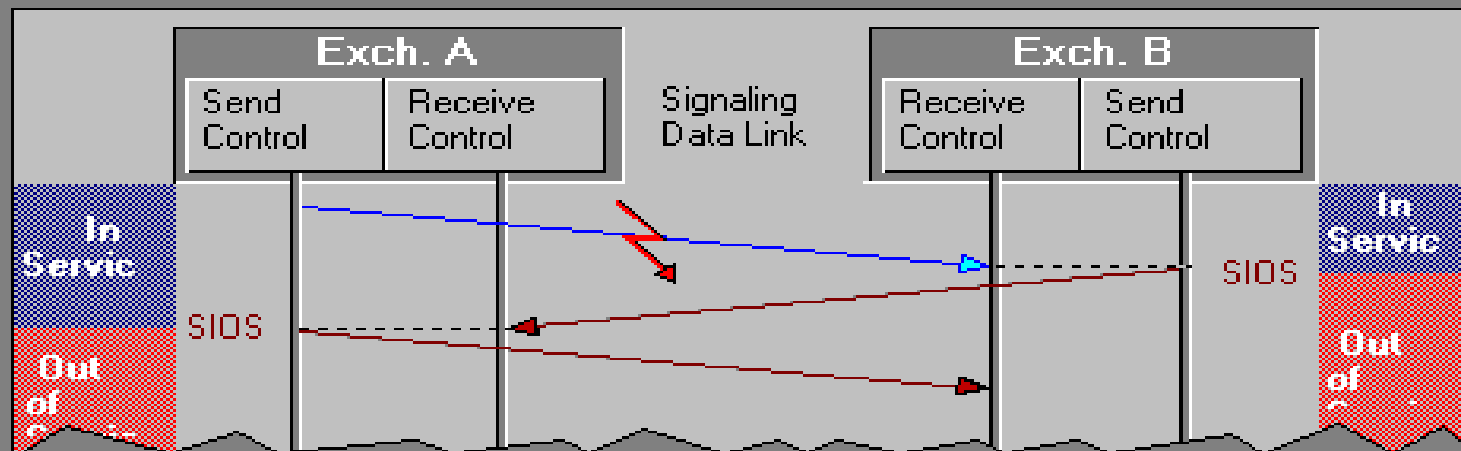 Exch. A
Exch. B
Send
Control
Receive
Control
Signaling
Data Link
Receive
Control
Send
Control
In
Servic
In
Servic
SIOS
SIOS
Out
of
Out
of